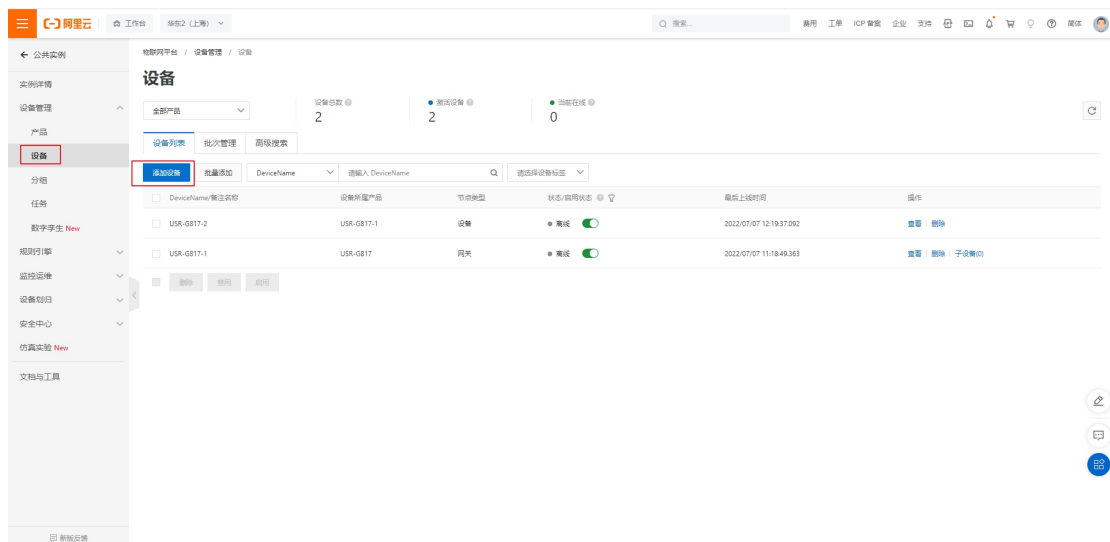 阿里云 工作台 华东2（上海） 搜索... 费用 工单 ICP 备案 企业 支持 简体
公共实例
实例详情
设备管理
产品
设备
分组
任务
数字孪生 New
规则引擎
监控运维
设备划归
安全中心
仿真实验 New
文档与工具
新版反馈
物联网平台 / 设备管理 / 设备
设备
全部产品
设备总数
2
激活设备
2
当前在线
0
设备列表 批次管理 高级搜索
添加设备 批量添加 DeviceName 请输入 DeviceName 请选择设备标签
DeviceName/备注名称 设备所属产品 节点类型 状态/启用状态 最后上线时间 操作
USR-G817-2 USR-G817-1 设备 离线 2022/07/07 12:19:37.092 查看 删除
USR-G817-1 USR-G817 网关 离线 2022/07/07 11:18:49.363 查看 删除 子设备(0)
删除 禁用 启用